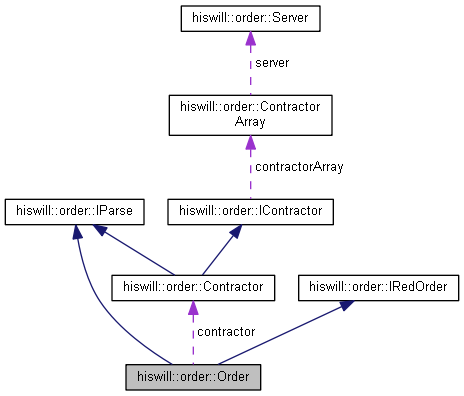 hiswill::order::Server
server
hiswill::order::Contractor
Array
contractorArray
hiswill::order::IParse
hiswill::order::IContractor
hiswill::order::Contractor
hiswill::order::IRedOrder
contractor
hiswill::order::Order